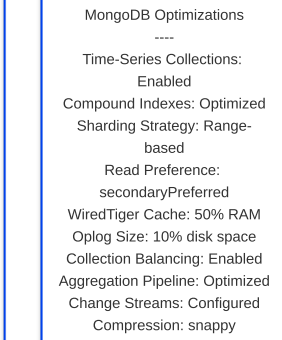 MongoDB Optimizations
----
Time-Series Collections:
Enabled
Compound Indexes: Optimized
Sharding Strategy: Range-
based
Read Preference:
secondaryPreferred
WiredTiger Cache: 50% RAM
Oplog Size: 10% disk space
Collection Balancing: Enabled
Aggregation Pipeline: Optimized
Change Streams: Configured
Compression: snappy